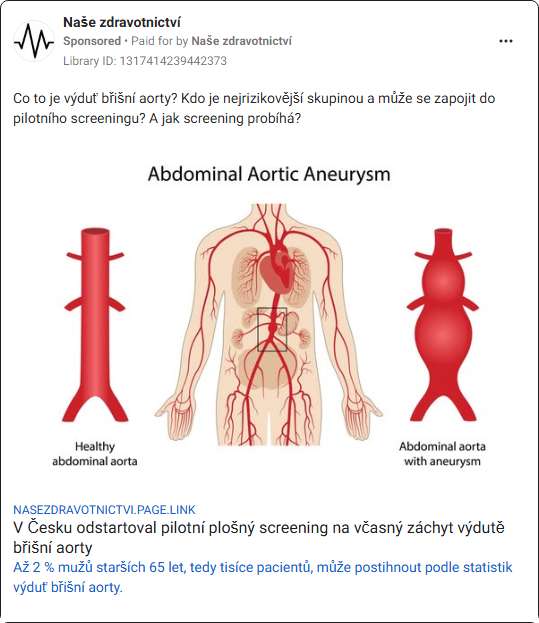 Naše zdravotnictví
Sponsored • Paid for by Naše zdravotnictví
Library ID: 1317414239442373
Co to je výduť břišní aorty? Kdo je nejrizikovější skupinou a může se zapojit do
pilotního screeningu? A jak screening probíhá?
Abdominal Aortic Aneurysm
Healthy
abdominal aorta
Abdominal aorta
with aneurysm
NASEZDRAVOTNICTVI.PAGE.LINK
V Česku odstartoval pilotní plošný screening na včasný záchyt výdutě
břišní aorty
Až 2 % mužů starších 65 let, tedy tisíce pacientů, může postihnout podle statistik
výduť břišní aorty.